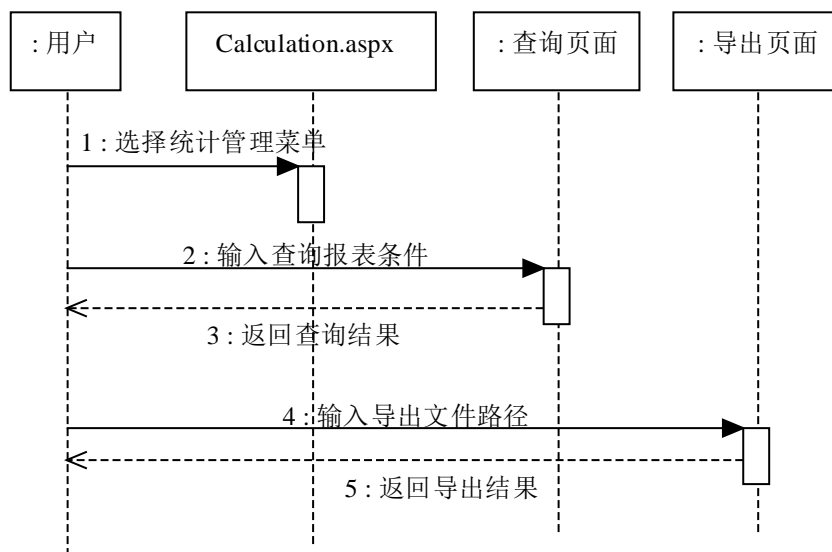 : 用户
Calculation.aspx
: 查询页面
: 导出页面
1 : 选择统计管理菜单
2 : 输入查询报表条件
3 : 返回查询结果
4 : 输入导出文件路径
5 : 返回导出结果